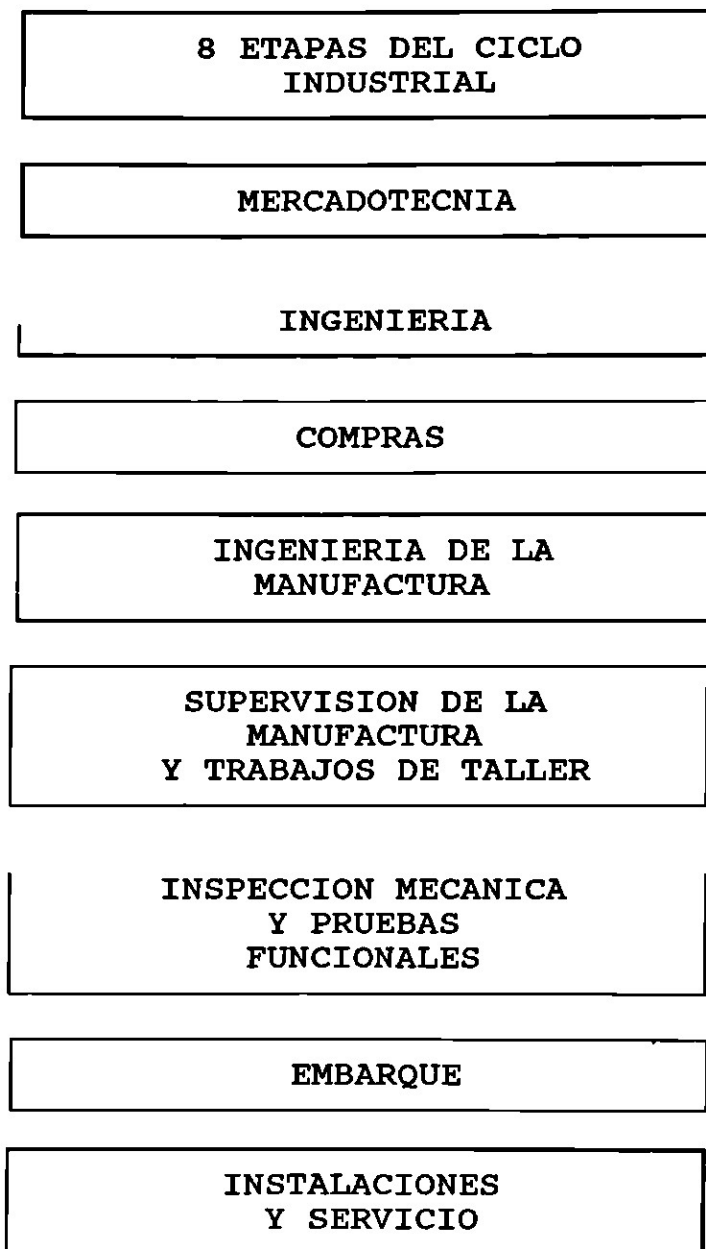 8 ETAPAS DEL CICLO
INDUSTRIAL
MERCADOTECNIA
INGENIERIA
COMPRAS
INGENIERIA DE LA
MANUFACTURA
SUPERVISION DE LA
MANUFACTURA
Y TRABAJOS DE TALLER
INSPECCION MECANICA
Y PRUEBAS
FUNCIONALES
EMBARQUE
INSTALACIONES
Y SERVICIO